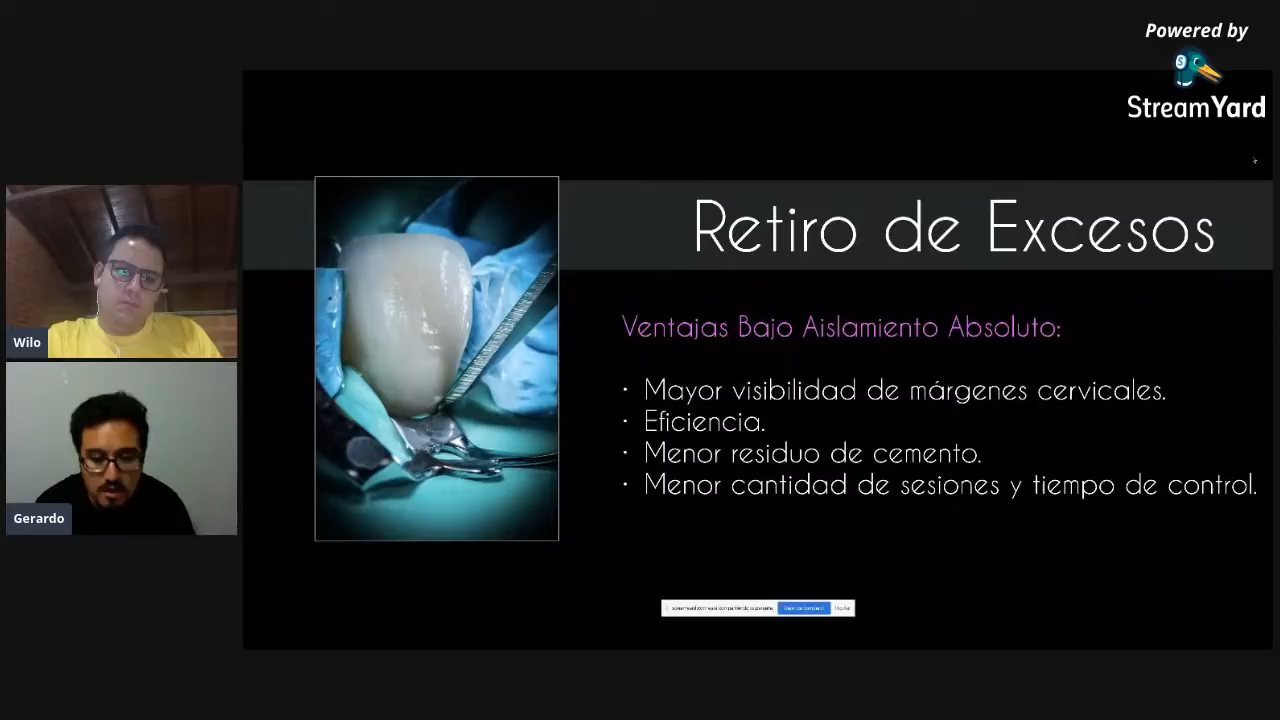 Powered by
StreamYard
Retiro de Excesos
Ventajas Bajo Aislamiento Absoluto:
· Mayor visibilidad de márgenes cervicales.
· Eficiencia.
· Menor residuo de cemento.
· Menor cantidad de sesiones y tiempo de control.
Wilo
Gerardo